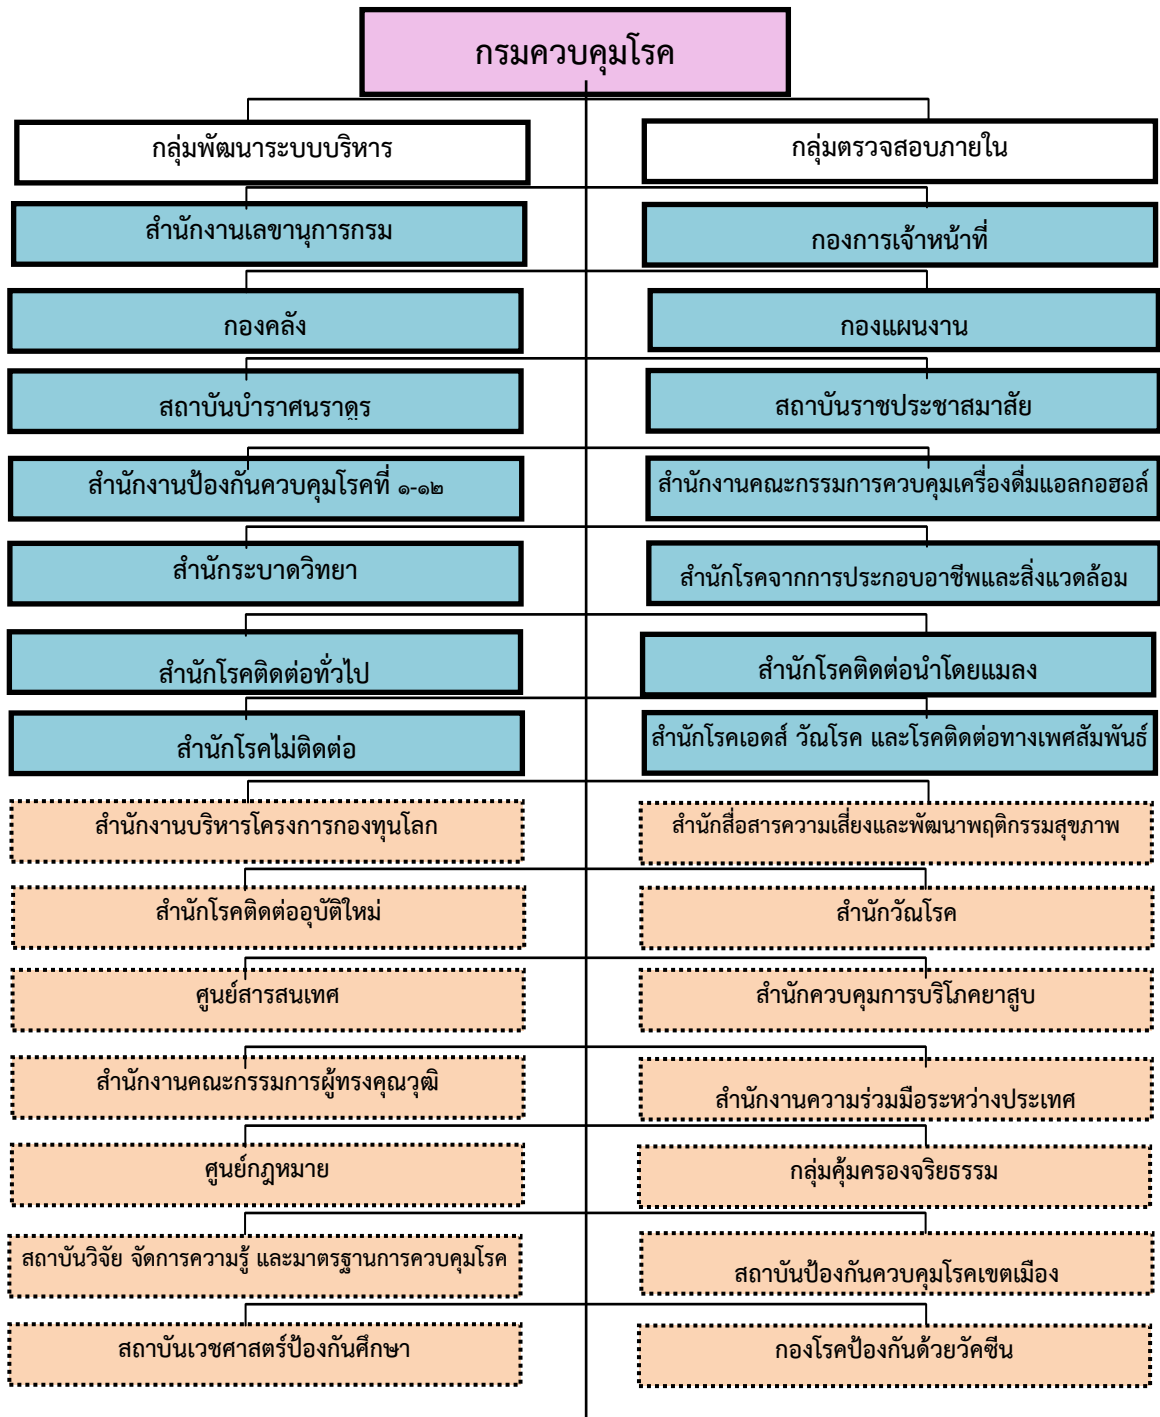 กรมควบคุมโรค
กลุ่มพัฒนาระบบบริหาร
กลุ่มตรวจสอบภายใน
สำนักงานเลขานุการกรม
กองการเจ้าหน้าที่
กองคลัง
กองแผนงาน
สถาบันบำราศนราดูร
สถาบันราชประชาสมาสัย
สำนักงานป้องกันควบคุมโรคที่ ๑-๑๒
สำนักงานคณะกรรมการควบคุมเครื่องดื่มแอลกอฮอล์
สำนักระบาดวิทยา
สำนักโรคจากการประกอบอาชีพและสิ่งแวดล้อม
สำนักโรคติดต่อทั่วไป
สำนักโรคติดต่อนำโดยแมลง
สำนักโรคไม่ติดต่อ
สำนักโรคเอดส์ วัณโรค และโรคติดต่อทางเพศสัมพันธ์
สำนักงานบริหารโครงการกองทุนโลก
สำนักสื่อสารความเสี่ยงและพัฒนาพฤติกรรมสุขภาพ
สำนักโรคติดต่ออุบัติใหม่
สำนักวัณโรค
ศูนย์สารสนเทศ
สำนักควบคุมการบริโภคยาสูบ
สำนักงานคณะกรรมการผู้ทรงคุณวุฒิ
สำนักงานความร่วมมือระหว่างประเทศ
ศูนย์กฎหมาย
กลุ่มคุ้มครองจริยธรรม
สถาบันวิจัย จัดการความรู้ และมาตรฐานการควบคุมโรค
สถาบันป้องกันควบคุมโรคเขตเมือง
สถาบันเวชศาสตร์ป้องกันศึกษา
กองโรคป้องกันด้วยวัคซีน